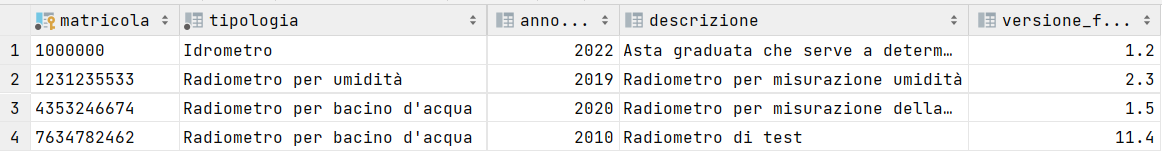 matricola tipologia anno... descrizione versione_f...
1 1000000 Idrometro 2022 Asta graduata che serve a determ… 1.2
2 1231235533 Radiometro per umidità 2019 Radiometro per misurazione umidità 2.3
3 4353246674 Radiometro per bacino d'acqua 2020 Radiometro per misurazione della… 1.5
4 7634782462 Radiometro per bacino d'acqua 2010 Radiometro di test 11.4